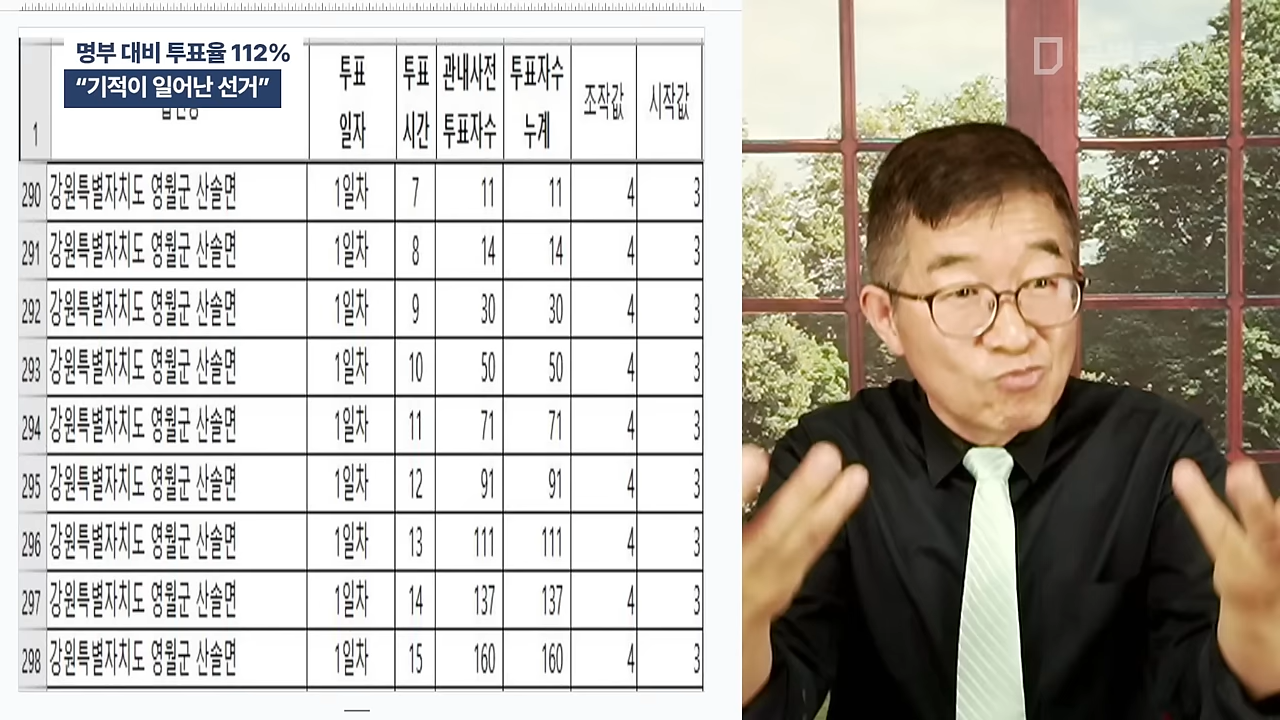 명부 대비 투표율 112%
“기적이 일어난 선거”
1 투표 일자 투표 시간 관내사전 투표자수 투표자수 누계 조작값 시작값
290 강원특별자치도 영월군 산솔면 1일차 7 11 11 4 3
291 강원특별자치도 영월군 산솔면 1일차 8 14 14 4 3
292 강원특별자치도 영월군 산솔면 1일차 9 30 30 4 3
293 강원특별자치도 영월군 산솔면 1일차 10 50 50 4 3
294 강원특별자치도 영월군 산솔면 1일차 11 71 71 4 3
295 강원특별자치도 영월군 산솔면 1일차 12 91 91 4 3
296 강원특별자치도 영월군 산솔면 1일차 13 111 111 4 3
297 강원특별자치도 영월군 산솔면 1일차 14 137 137 4 3
298 강원특별자치도 영월군 산솔면 1일차 15 160 160 4 3